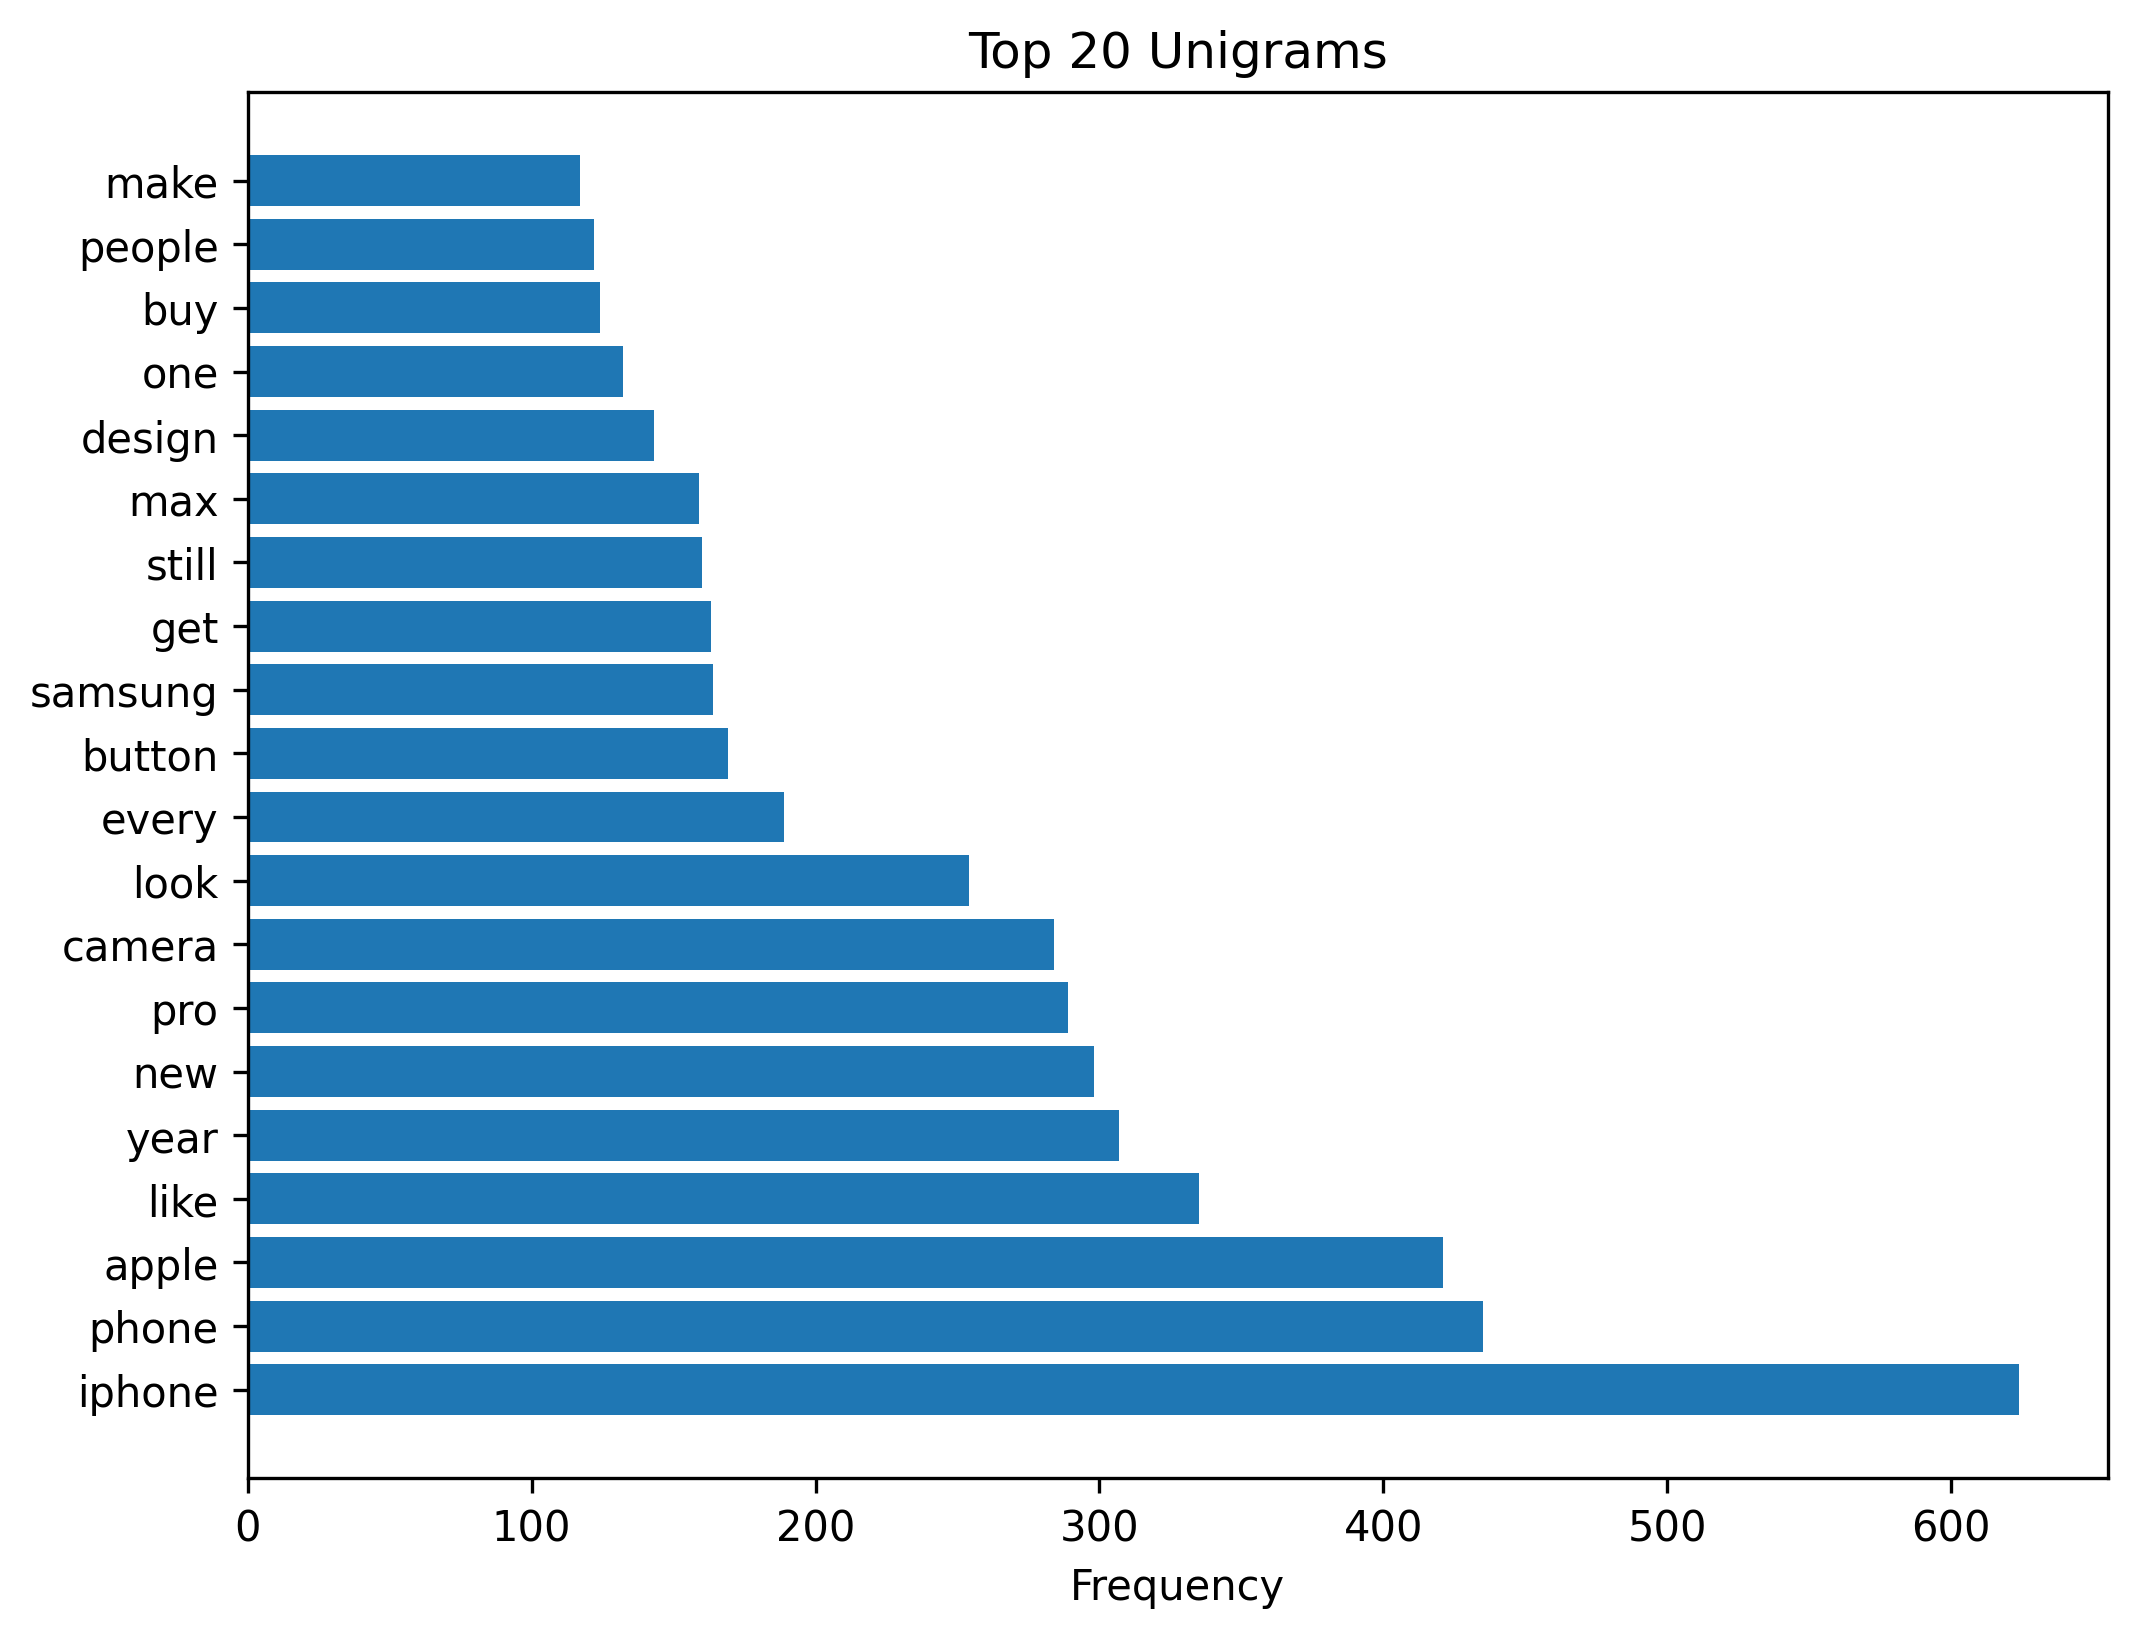 Top 20 Unigrams
make
people
buy
one
design
max
still
get
samsung
button
every
look
camera
pro
new
year
like
apple
phone
iphone
0 100 200 300 400 500 600
Frequency